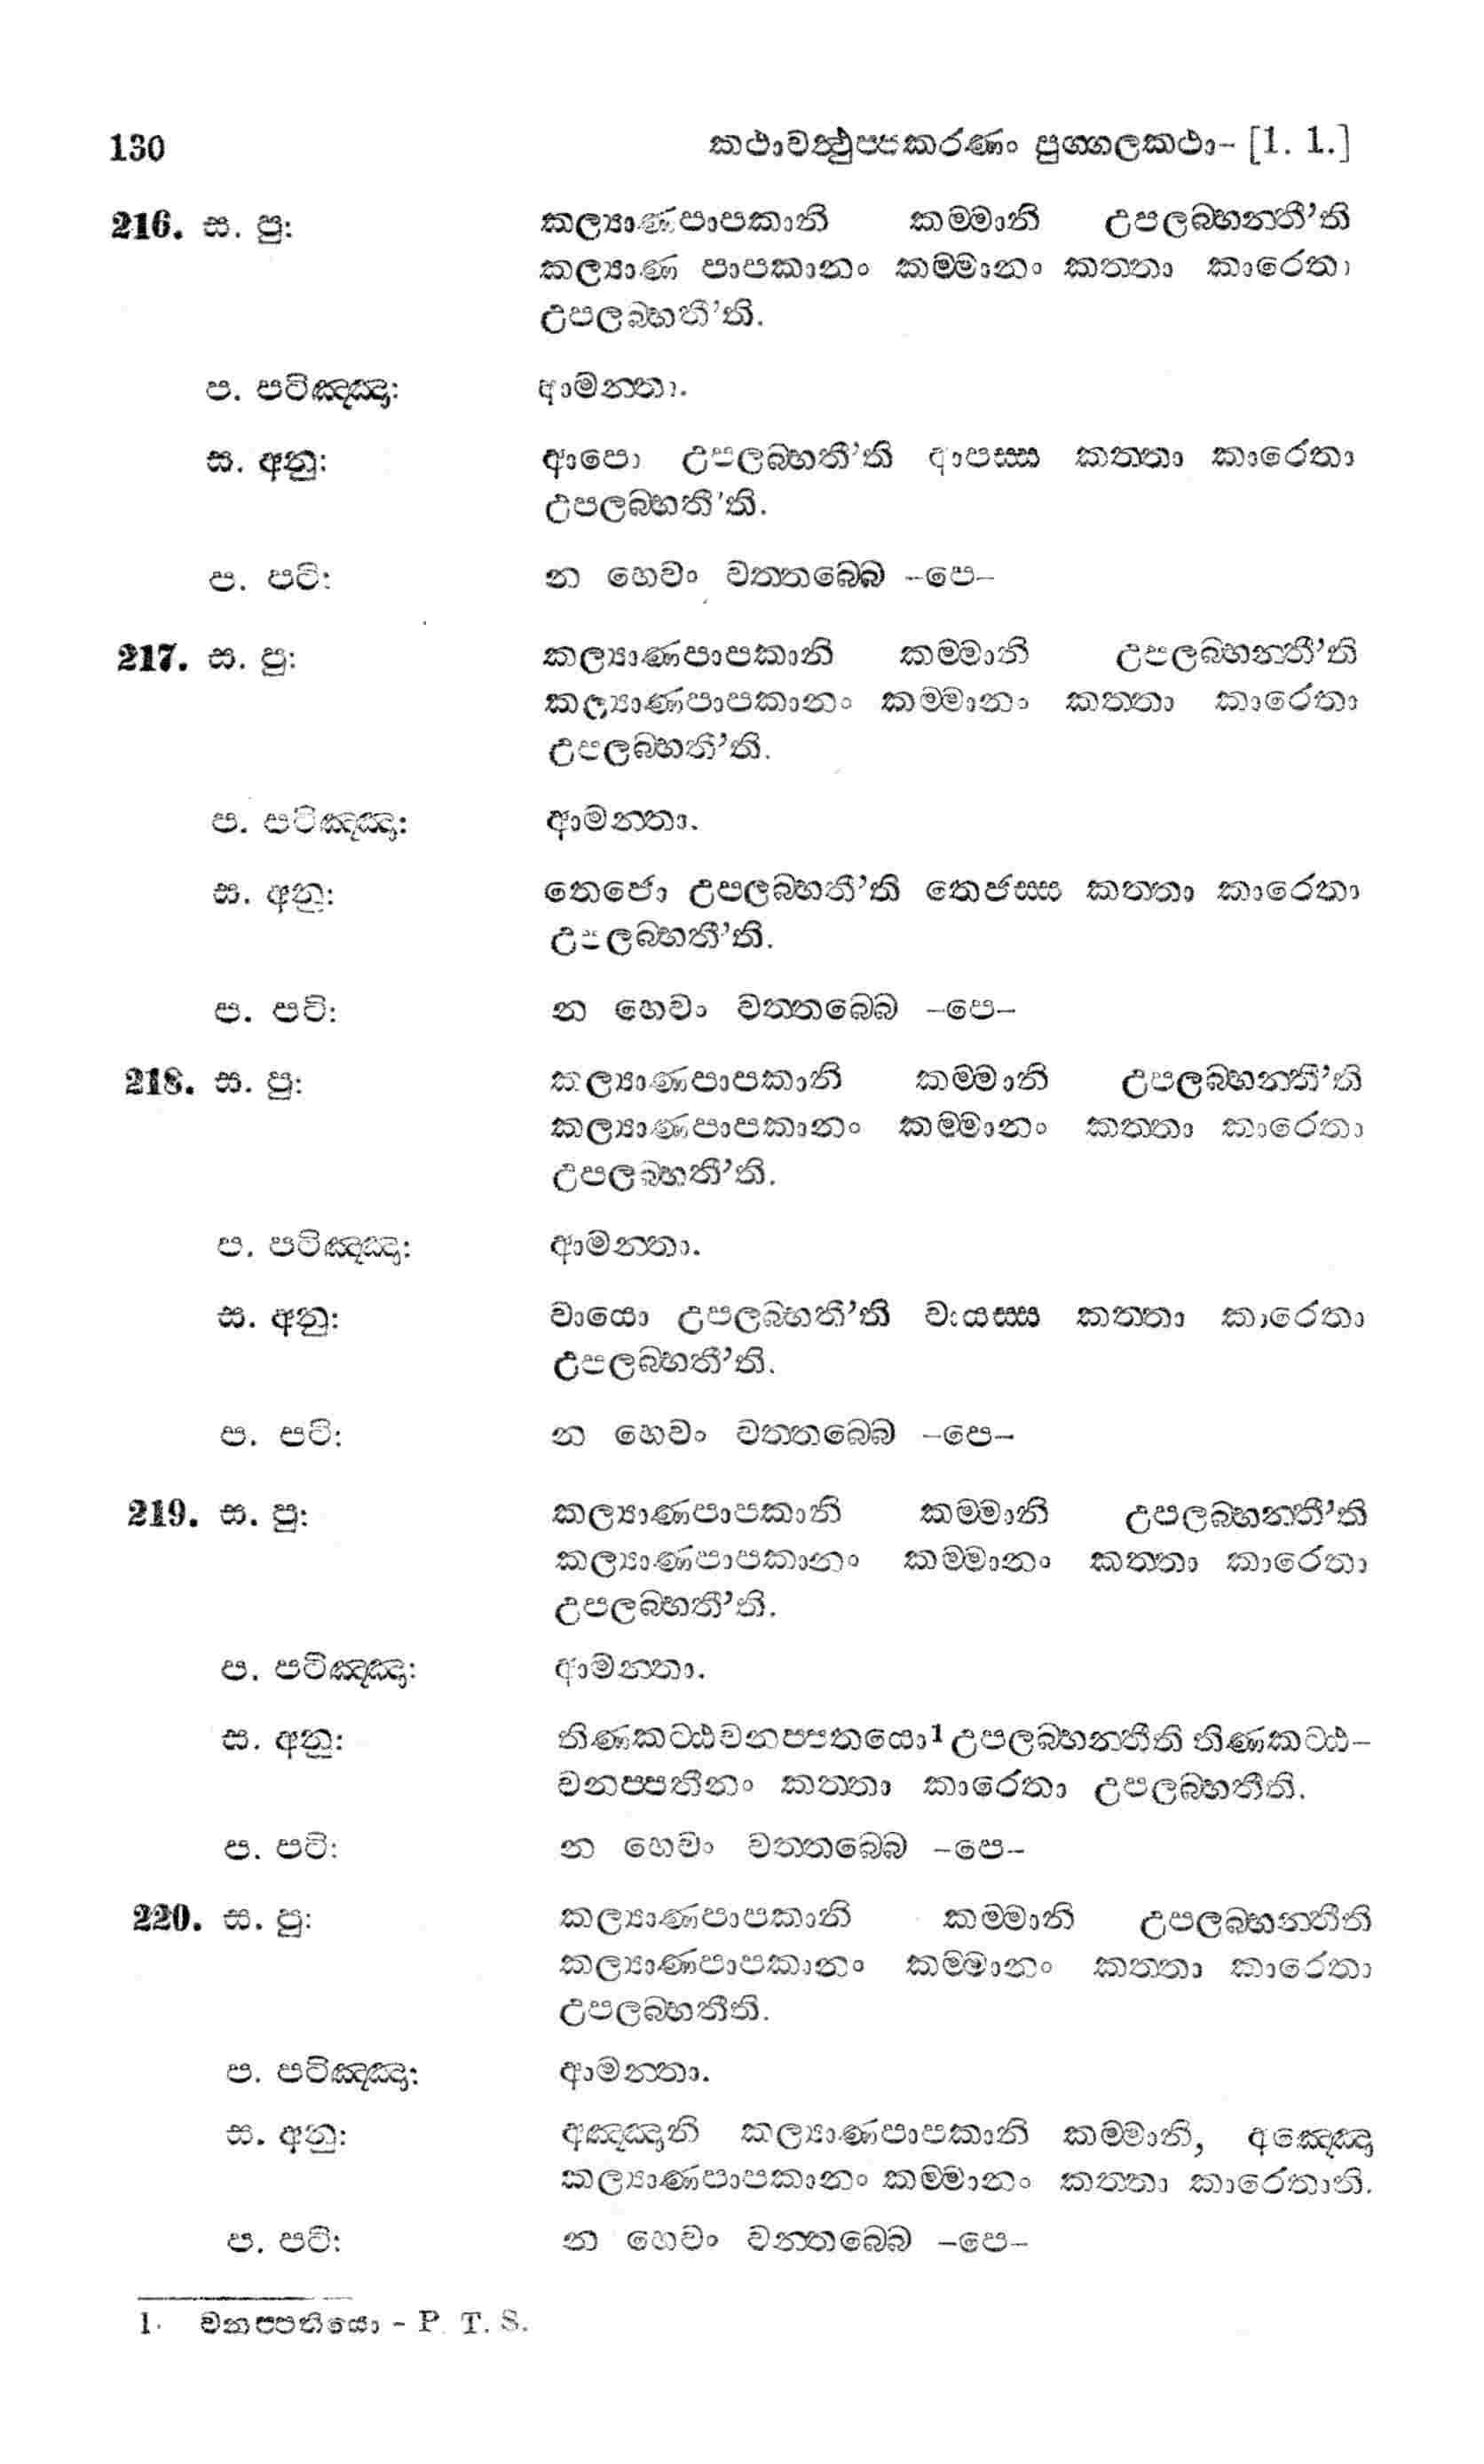 130 කථාවත්ථුප්පකරණං පුග්ගලකථා- [1. 1.]
216. ස. පු: කල්‍යාණපාපකානි කම්මානි උපලබ්භන්තී’ති
කල්‍යාණ පාපකානං කම්මානං කත්තා කාරෙතා
උපලබ්භතී’ති.
ප. පටිඤ්ඤා: ආමන්තා.
ස. අනු: ආපො උපලබ්භතී’ති ආපස්ස කත්තා කාරෙතා
උපලබ්භතී’ති.
ප. පටි: න හෙවං වත්තබ්බෙ –පෙ–
217. ස. පු: කල්‍යාණපාපකානි කම්මානි උපලබ්භන්තී’ති
කල්‍යාණපාපකානං කම්මානං කත්තා කාරෙතා
උපලබ්භතී’ති.
ප. පටිඤ්ඤා: ආමන්තා.
ස. අනු: තෙජො උපලබ්භතී’ති තෙජස්ස කත්තා කාරෙතා
උපලබ්භතී’ති.
ප. පටි: න හෙවං වත්තබ්බෙ –පෙ–
218. ස. පු: කල්‍යාණපාපකානි කම්මානි උපලබ්භන්තී’ති
කල්‍යාණපාපකානං කම්මානං කත්තා කාරෙතා
උපලබ්භතී’ති.
ප. පටිඤ්ඤා: ආමන්තා.
ස. අනු: වායො උපලබ්භතී’ති වායස්ස කත්තා කාරෙතා
උපලබ්භතී’ති.
ප. පටි: න හෙවං වත්තබ්බෙ –පෙ–
219. ස. පු: කල්‍යාණපාපකානි කම්මානි උපලබ්භන්තී’ති
කල්‍යාණපාපකානං කම්මානං කත්තා කාරෙතා
උපලබ්භතී’ති.
ප. පටිඤ්ඤා: ආමන්තා.
ස. අනු: තිණකට්ඨවනප්පතයො1 උපලබ්භන්තීති තිණකට්ඨ–
වනප්පතීනං කත්තා කාරෙතා උපලබ්භතීති.
ප. පටි: න හෙවං වත්තබ්බෙ –පෙ–
220. ස. පු: කල්‍යාණපාපකානි කම්මානි උපලබ්භන්තීති
කල්‍යාණපාපකානං කම්මානං කත්තා කාරෙතා
උපලබ්භතීති.
ප. පටිඤ්ඤා: ආමන්තා.
ස. අනු: අඤ්ඤානි කල්‍යාණපාපකානි කම්මානි, අඤ්ඤො
කල්‍යාණපාපකානං කම්මානං කත්තා කාරෙතාති.
ප. පටි: න හෙවං වත්තබ්බෙ –පෙ–
1. වනප්පතියො - P. T. S.